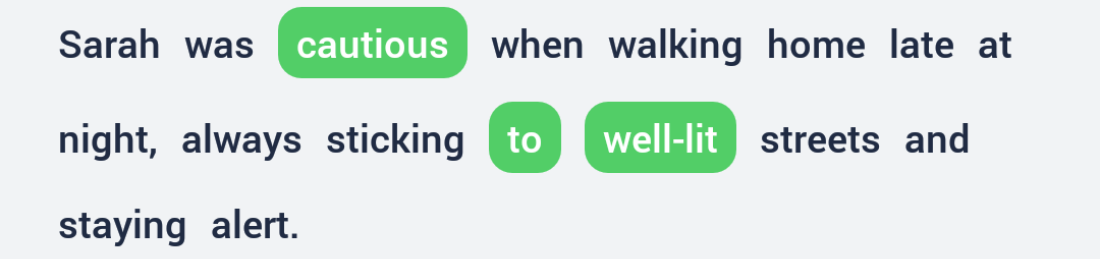 Sarah was cautious when walking home late at
night, always sticking to well-lit streets and
staying alert.